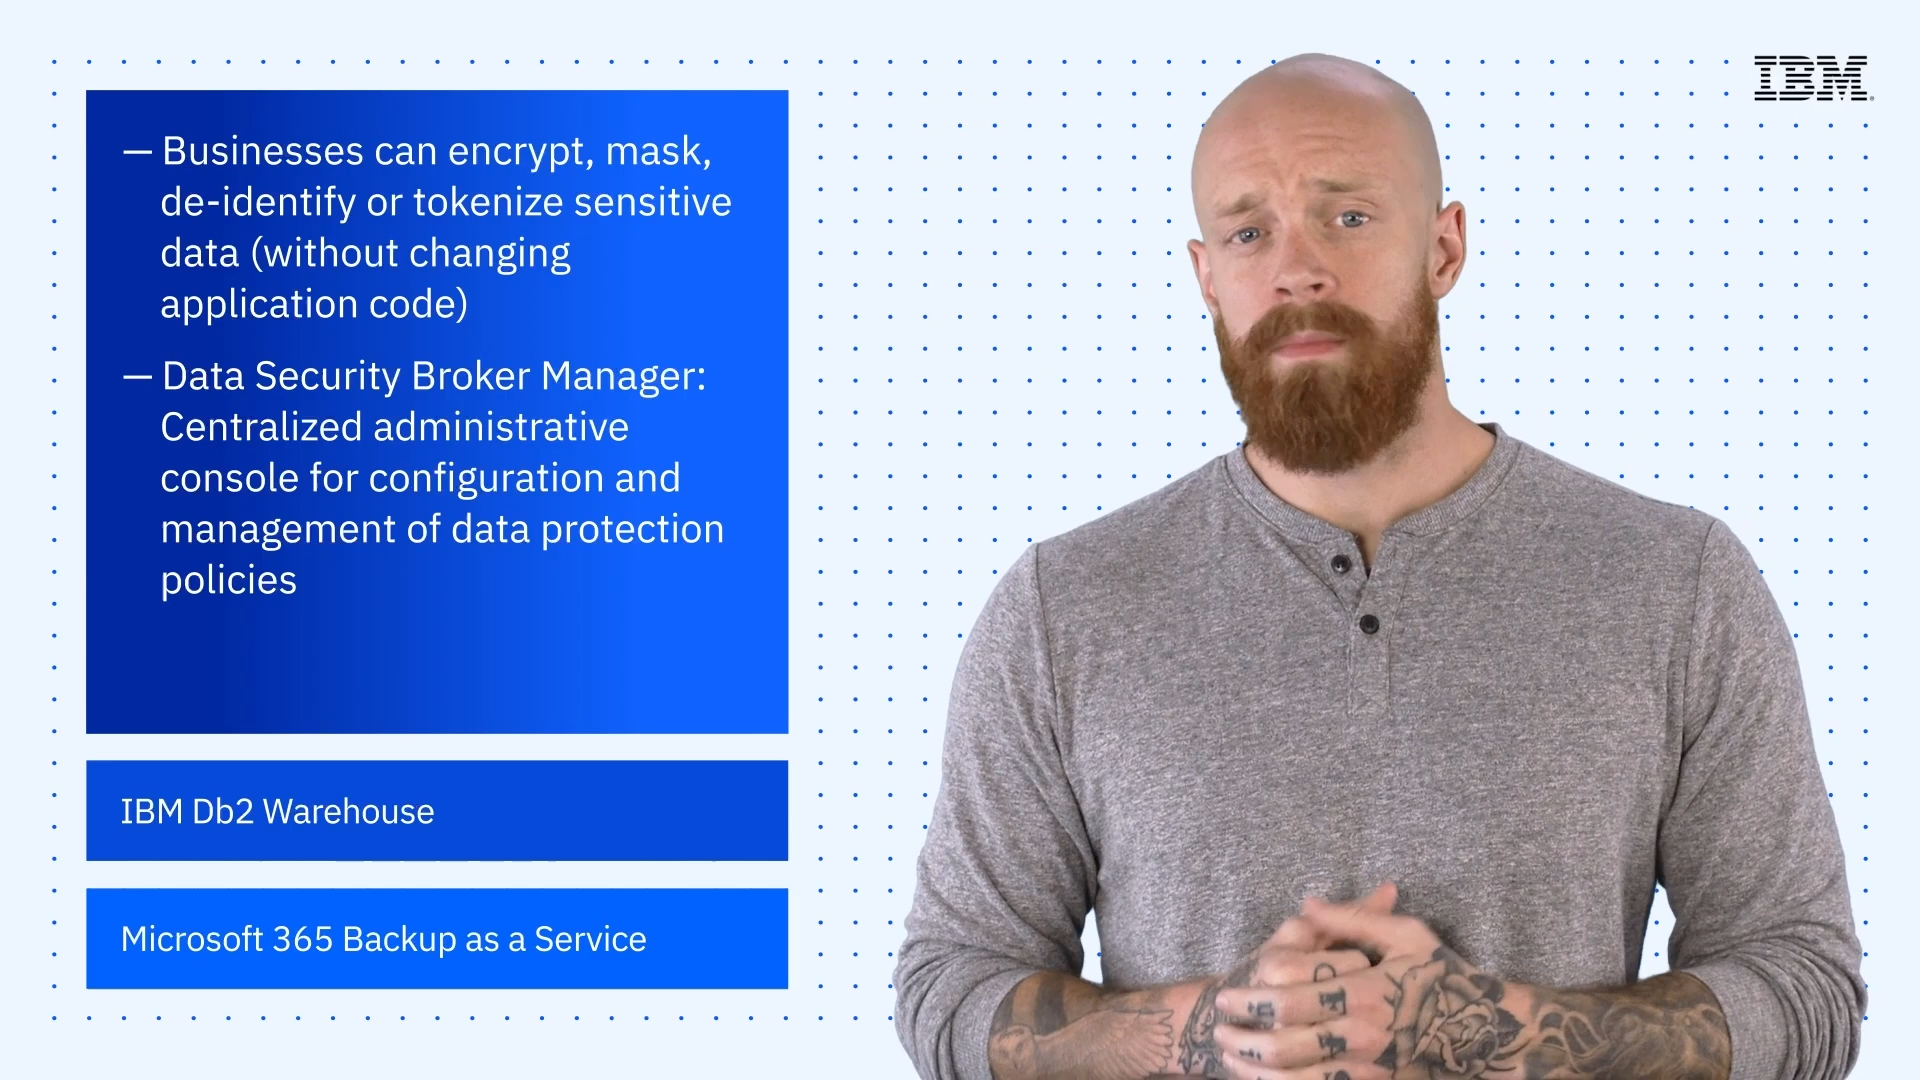 IBM
— Businesses can encrypt, mask,
de-identify or tokenize sensitive
data (without changing
application code)
— Data Security Broker Manager:
Centralized administrative
console for configuration and
management of data protection
policies
IBM Db2 Warehouse
Microsoft 365 Backup as a Service